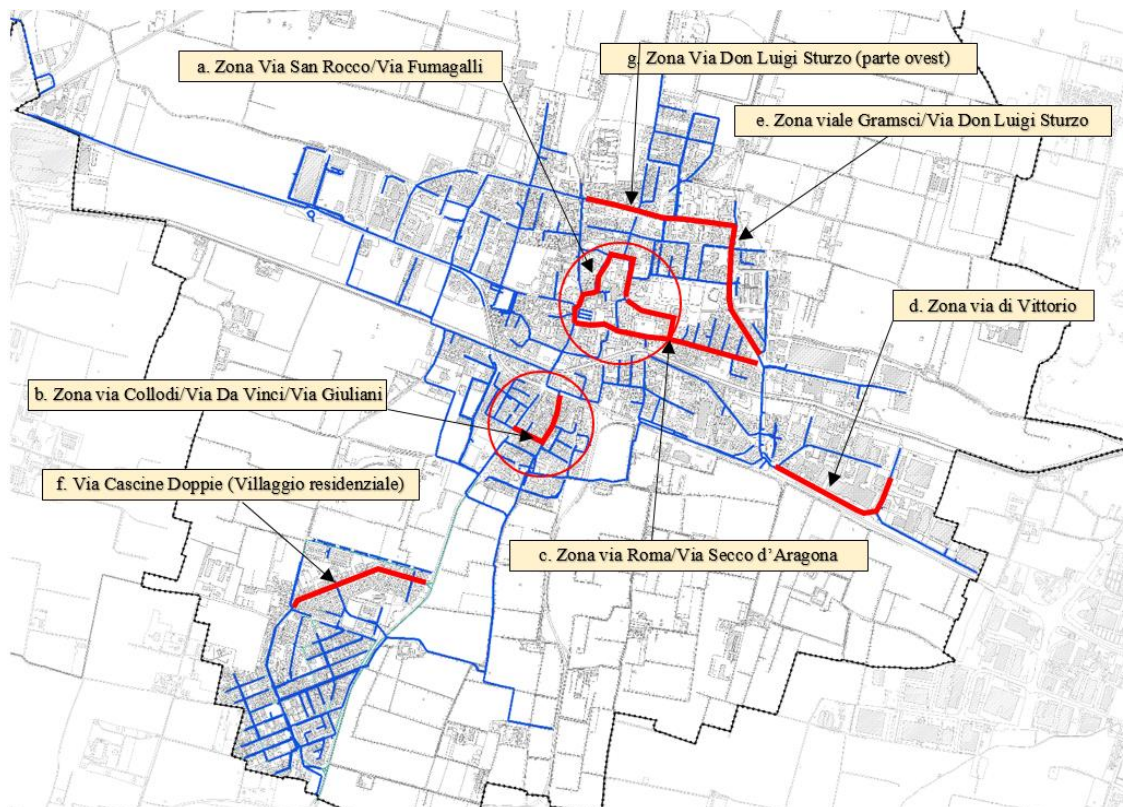 a. Zona Via San Rocco/Via Fumagalli
g. Zona Via Don Luigi Sturzo (parte ovest)
e. Zona viale Gramsci/Via Don Luigi Sturzo
d. Zona via di Vittorio
b. Zona via Collodi/Via Da Vinci/Via Giuliani
f. Via Cascine Doppie (Villaggio residenziale)
c. Zona via Roma/Via Secco d’Aragona